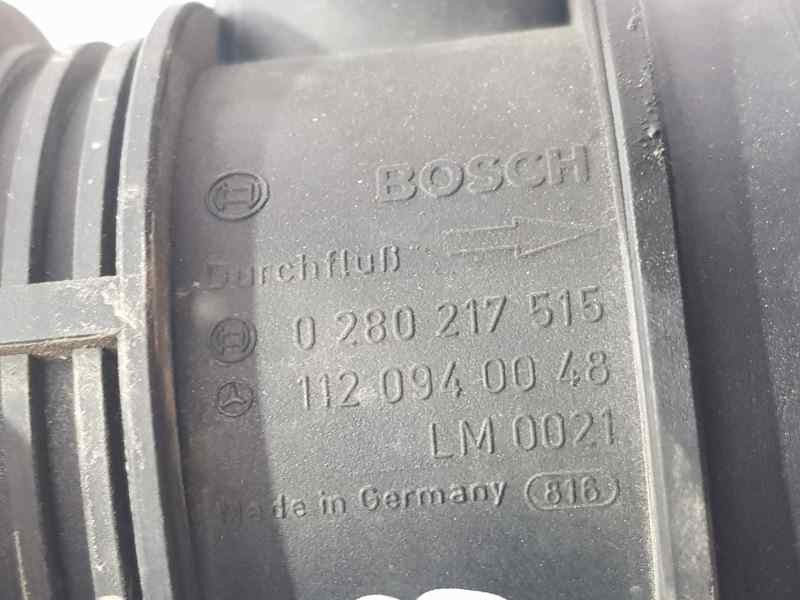 BOSCH
Durchfluß
0 280 217 515
112 094 00 48
LM 0021
Made in Germany 816